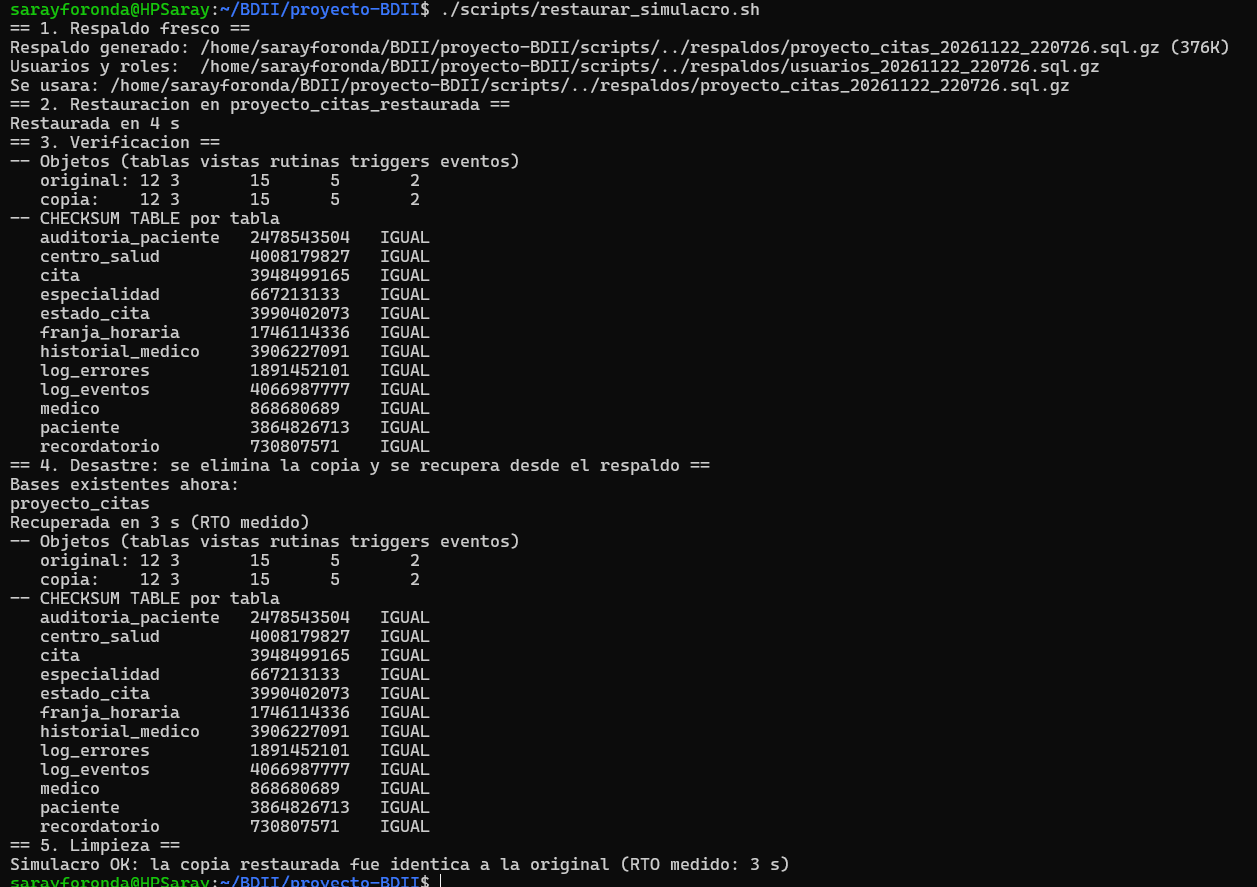 sarayforonda@HPSaray:~/BDII/proyecto-BDII$ ./scripts/restaurar_simulacro.sh
== 1. Respaldo fresco ==
Respaldo generado: /home/sarayforonda/BDII/proyecto-BDII/scripts/../respaldos/proyecto_citas_20261122_220726.sql.gz (376K)
Usuarios y roles:  /home/sarayforonda/BDII/proyecto-BDII/scripts/../respaldos/usuarios_20261122_220726.sql.gz
Se usara: /home/sarayforonda/BDII/proyecto-BDII/scripts/../respaldos/proyecto_citas_20261122_220726.sql.gz
== 2. Restauracion en proyecto_citas_restaurada ==
Restaurada en 4 s
== 3. Verificacion ==
-- Objetos (tablas vistas rutinas triggers eventos)
   original: 12 3       15      5       2
   copia:    12 3       15      5       2
-- CHECKSUM TABLE por tabla
   auditoria_paciente   2478543504   IGUAL
   centro_salud         4008179827   IGUAL
   cita                 3948499165   IGUAL
   especialidad         667213133    IGUAL
   estado_cita          3990402073   IGUAL
   franja_horaria       1746114336   IGUAL
   historial_medico     3906227091   IGUAL
   log_errores          1891452101   IGUAL
   log_eventos          4066987777   IGUAL
   medico               868680689    IGUAL
   paciente             3864826713   IGUAL
   recordatorio         730807571    IGUAL
== 4. Desastre: se elimina la copia y se recupera desde el respaldo ==
Bases existentes ahora:
proyecto_citas
Recuperada en 3 s (RTO medido)
-- Objetos (tablas vistas rutinas triggers eventos)
   original: 12 3       15      5       2
   copia:    12 3       15      5       2
-- CHECKSUM TABLE por tabla
   auditoria_paciente   2478543504   IGUAL
   centro_salud         4008179827   IGUAL
   cita                 3948499165   IGUAL
   especialidad         667213133    IGUAL
   estado_cita          3990402073   IGUAL
   franja_horaria       1746114336   IGUAL
   historial_medico     3906227091   IGUAL
   log_errores          1891452101   IGUAL
   log_eventos          4066987777   IGUAL
   medico               868680689    IGUAL
   paciente             3864826713   IGUAL
   recordatorio         730807571    IGUAL
== 5. Limpieza ==
Simulacro OK: la copia restaurada fue identica a la original (RTO medido: 3 s)
sarayforonda@HPSaray:~/BDII/proyecto-BDII$